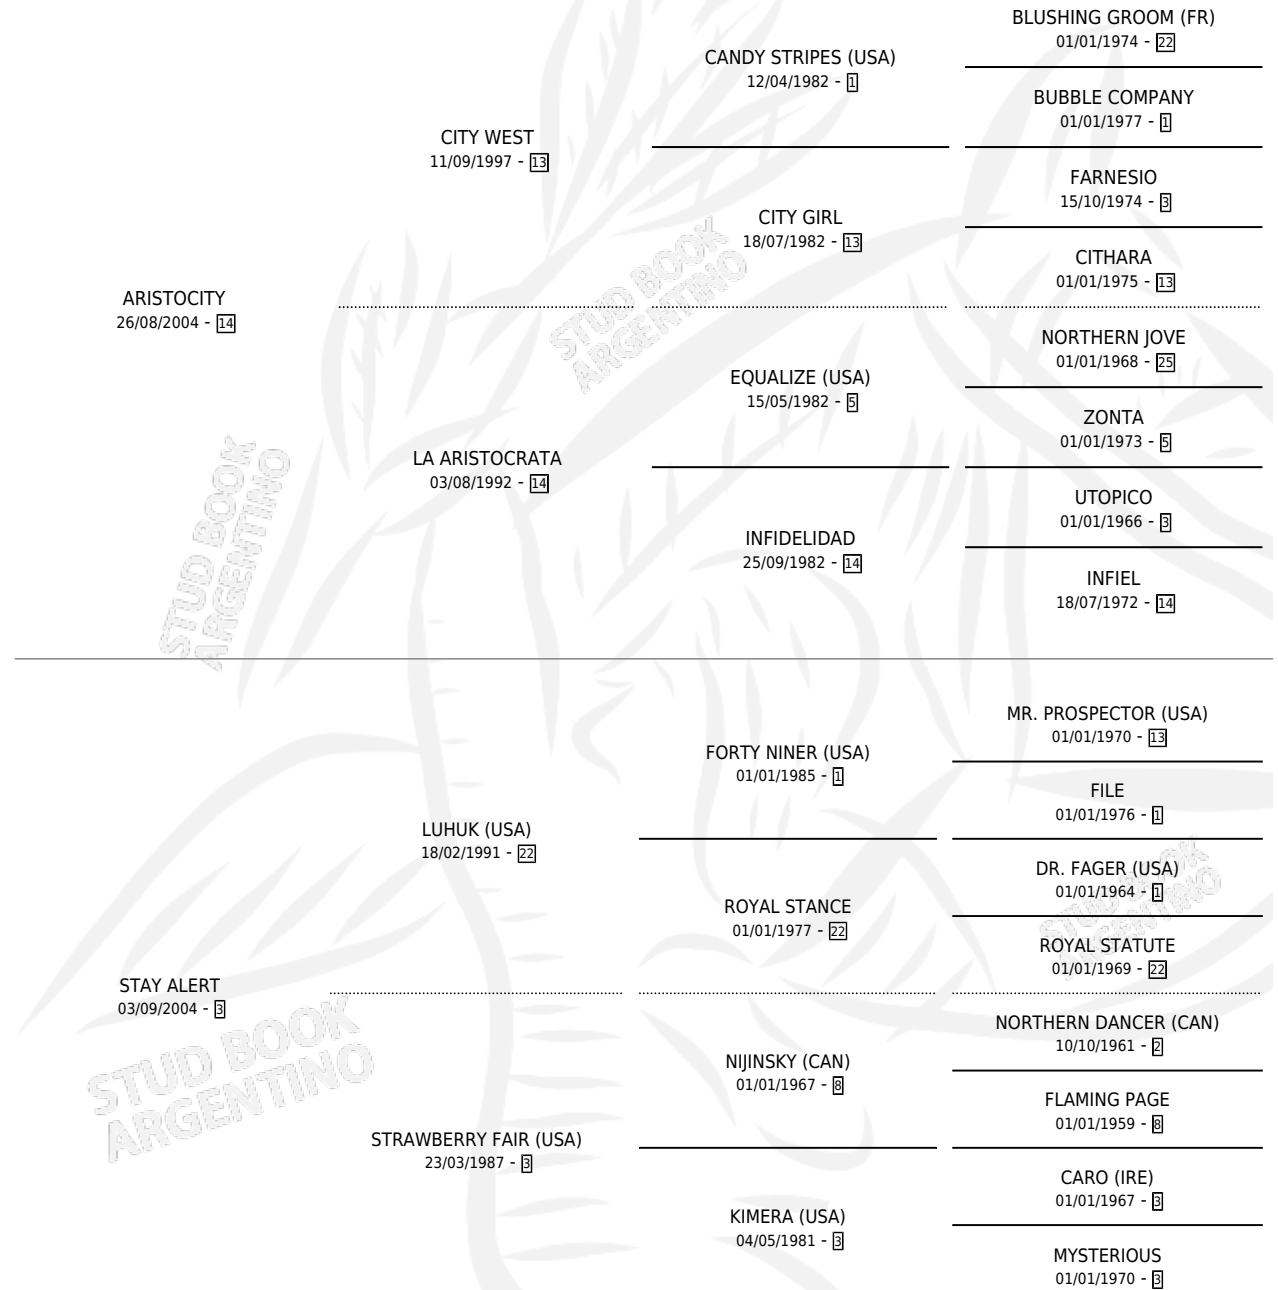 BLUSHING GROOM (FR)
01/01/1974 - 22
CANDY STRIPES (USA)
12/04/1982 - 1
BUBBLE COMPANY
01/01/1977 - 1
CITY WEST
11/09/1997 - 13
FARNESIO
15/10/1974 - 3
CITY GIRL
18/07/1982 - 13
CITHARA
01/01/1975 - 13
ARISTOCITY
26/08/2004 - 14
NORTHERN JOVE
01/01/1968 - 25
EQUALIZE (USA)
15/05/1982 - 5
ZONTA
01/01/1973 - 5
LA ARISTOCRATA
03/08/1992 - 14
UTOPICO
01/01/1966 - 3
INFIDELIDAD
25/09/1982 - 14
INFIEL
18/07/1972 - 14
MR. PROSPECTOR (USA)
01/01/1970 - 13
FORTY NINER (USA)
01/01/1985 - 1
FILE
01/01/1976 - 1
LUHUK (USA)
18/02/1991 - 22
DR. FAGER (USA)
01/01/1964 - 1
ROYAL STANCE
01/01/1977 - 22
ROYAL STATUTE
01/01/1969 - 22
STAY ALERT
03/09/2004 - 3
NORTHERN DANCER (CAN)
10/10/1961 - 2
NIJINSKY (CAN)
01/01/1967 - 8
FLAMING PAGE
01/01/1959 - 8
STRAWBERRY FAIR (USA)
23/03/1987 - 3
CARO (IRE)
01/01/1967 - 3
KIMERA (USA)
04/05/1981 - 3
MYSTERIOUS
01/01/1970 - 3
STUD BOOK
ARGENTINO
STUD BOOK
ARGENTINO
STUD BOOK
ARGENTINO
STUD BOOK
ARGENTINO